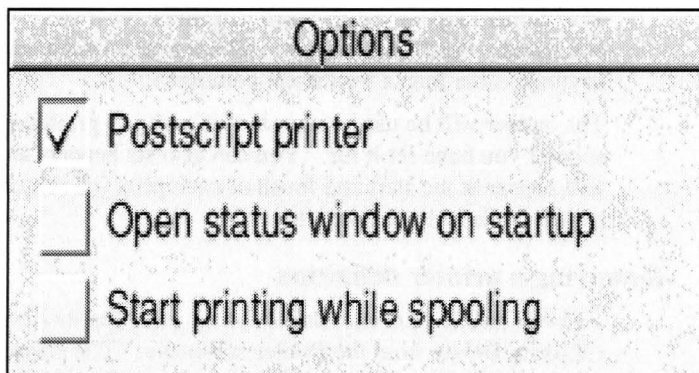 Options
Postscript printer
Open status window on startup
Start printing while spooling